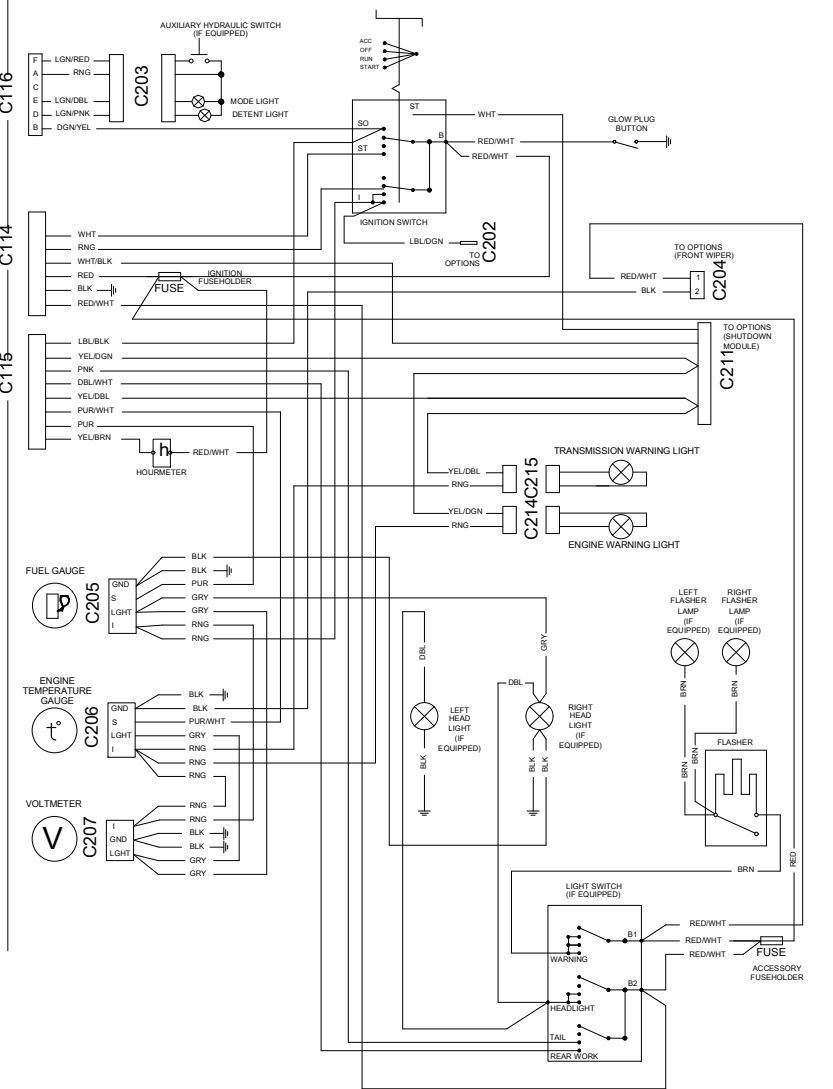 AUXILIARY HYDRAULIC SWITCH
(IF EQUIPPED)
ACC
OFF
RUN
START
C116
F
LGN/RED
A
RNG
C
E
LGN/DBL
D
LGN/PNK
B
DGN/YEL
C203
MODE LIGHT
DETENT LIGHT
ST
WHT
SO
ST
B
RED/WHT
RED/WHT
I
IGNITION SWITCH
GLOW PLUG
BUTTON
LBL/DGN
TO
OPTIONS
C202
C114
WHT
RNG
WHT/BLK
RED
BLK
RED/WHT
FUSE
IGNITION
FUSEHOLDER
TO OPTIONS
(FRONT WIPER)
RED/WHT
1
BLK
2
C204
TO OPTIONS
(SHUTDOWN
MODULE)
C211
C115
LBL/BLK
YEL/DGN
PNK
DBL/WHT
YEL/DBL
PUR/WHT
PUR
YEL/BRN
h
RED/WHT
HOURMETER
TRANSMISSION WARNING LIGHT
YEL/DBL
RNG
C215
YEL/DGN
RNG
C214
ENGINE WARNING LIGHT
FUEL GAUGE
C205
GND
S
LGHT
I
BLK
BLK
PUR
GRY
GRY
RNG
RNG
ENGINE
TEMPERATURE
GAUGE
t°
C206
GND
S
LGHT
I
BLK
BLK
PUR/WHT
GRY
RNG
RNG
RNG
VOLTMETER
V
C207
I
GND
LGHT
RNG
RNG
BLK
BLK
GRY
GRY
DBL
LEFT
HEAD
LIGHT
(IF
EQUIPPED)
BLK
GRY
DBL
RIGHT
HEAD
LIGHT
(IF
EQUIPPED)
BLK
BLK
LEFT
FLASHER
LAMP
(IF
EQUIPPED)
RIGHT
FLASHER
LAMP
(IF
EQUIPPED)
BRN
BRN
BRN
BRN
FLASHER
BRN
RED
LIGHT SWITCH
(IF EQUIPPED)
B1
WARNING
B2
HEADLIGHT
TAIL
REAR WORK
RED/WHT
RED/WHT
RED/WHT
FUSE
ACCESSORY
FUSEHOLDER